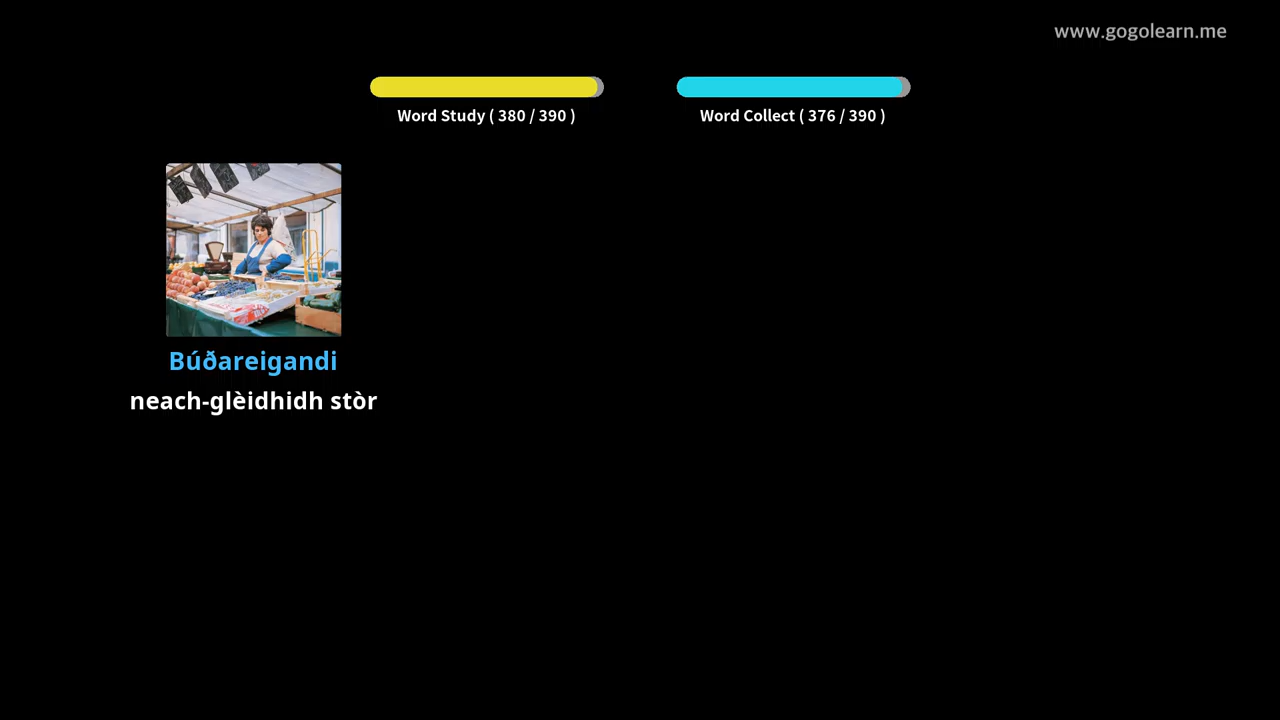 www.gogolearn.me
Word Study ( 380 / 390 )
Word Collect ( 376 / 390 )
Búðareigandi
neach-glèidhidh stòr